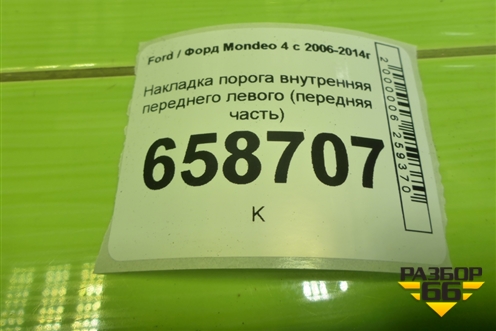 Ford / Форд Mondeo 4 с 2006-2014г
Накладка порога внутренняя
переднего левого (передняя
часть)
658707
К
2000006259370
РАЗБОР
66